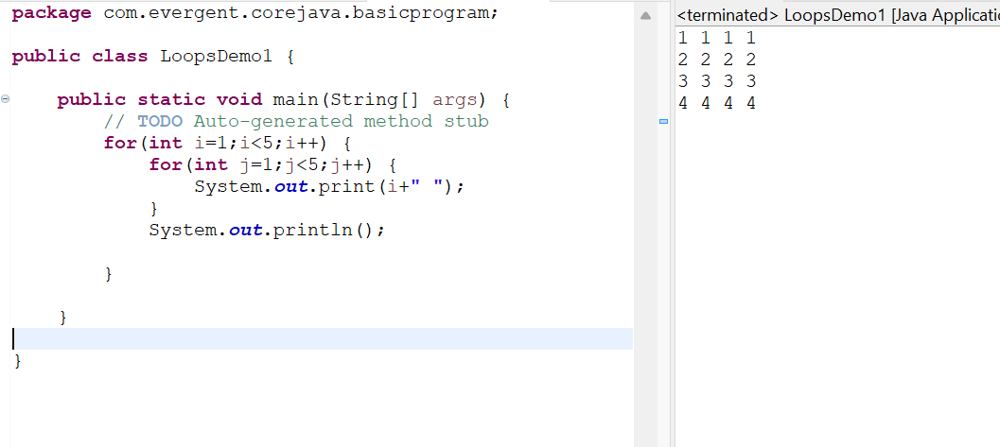 package com.evergent.corejava.basicprogram;
public class LoopsDemo1 {
public static void main(String[] args) {
// TODO Auto-generated method stub
for(int i=1;i<5;i++) {
for(int j=1;j<5;j++) {
System.out.print(i+" ");
}
System.out.println();
}
}
}
<terminated> LoopsDemo1 [Java Applicati
1 1 1 1
2 2 2 2
3 3 3 3
4 4 4 4